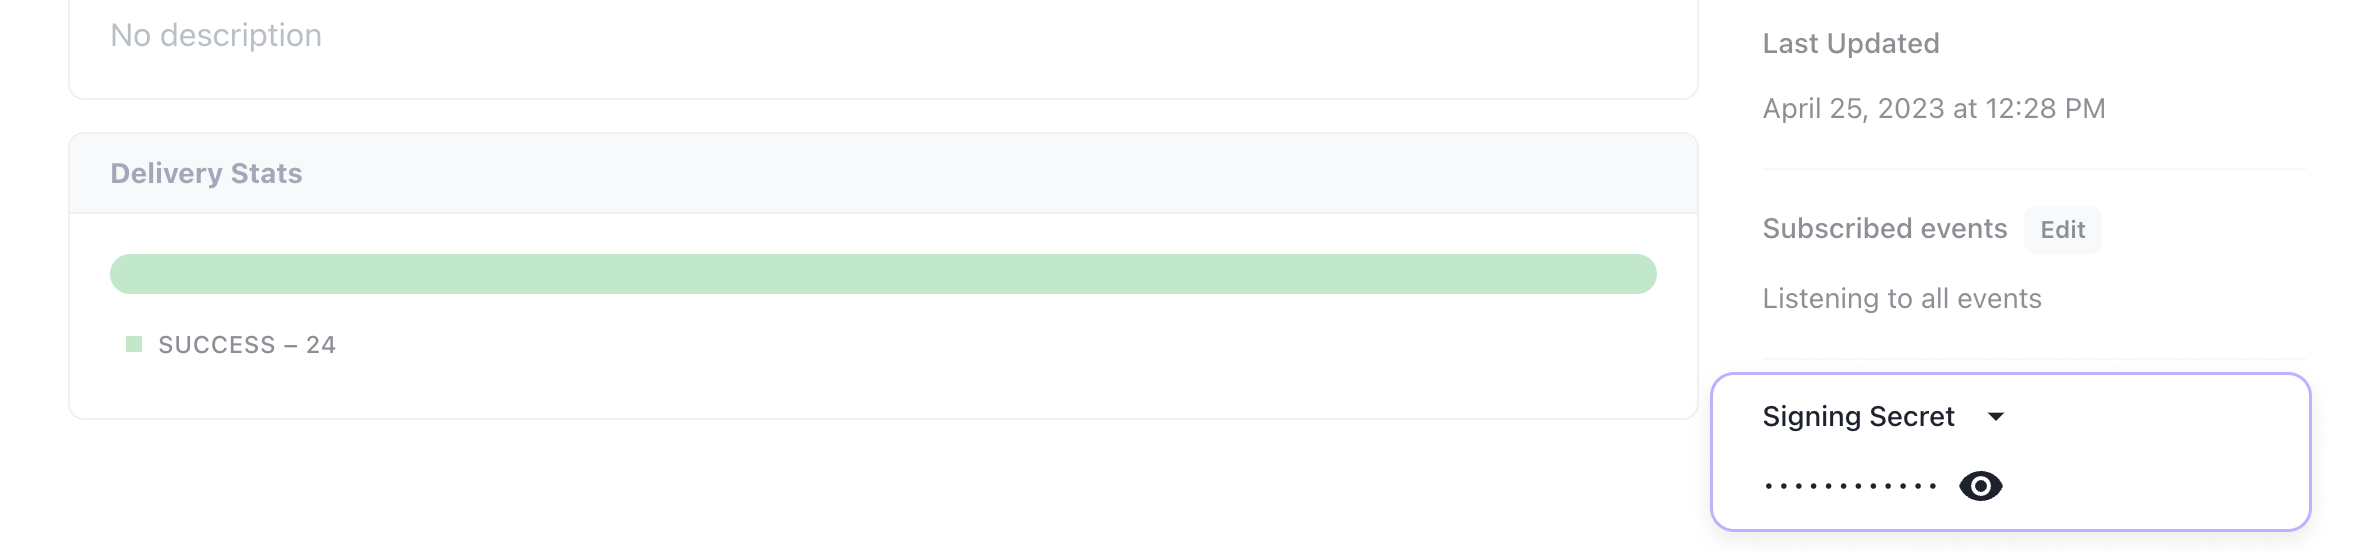 No description
Delivery Stats
SUCCESS – 24
Last Updated
April 25, 2023 at 12:28 PM
Subscribed events Edit
Listening to all events
Signing Secret
············